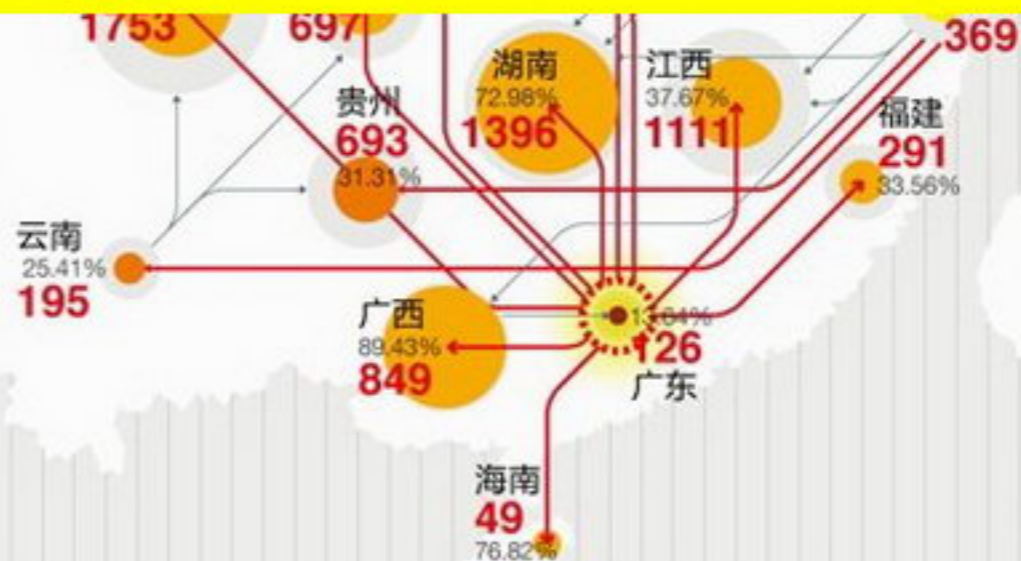 1753
697
369
湖南
72.98%
1396
江西
37.67%
1111
贵州
693
31.31%
福建
291
33.56%
云南
25.41%
195
广西
89.43%
849
126
广东
海南
49
76.82%